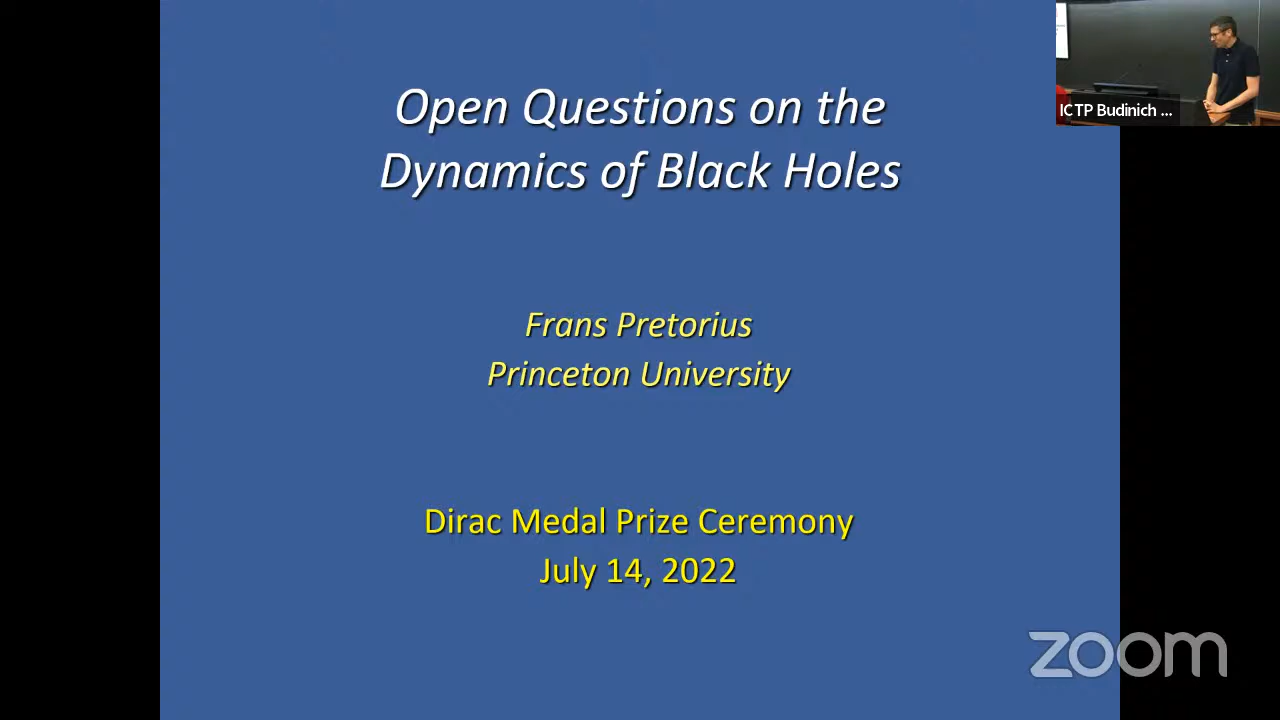 Open Questions on the
Dynamics of Black Holes
Frans Pretorius
Princeton University
Dirac Medal Prize Ceremony
July 14, 2022
ICTP Budinich ...
zoom